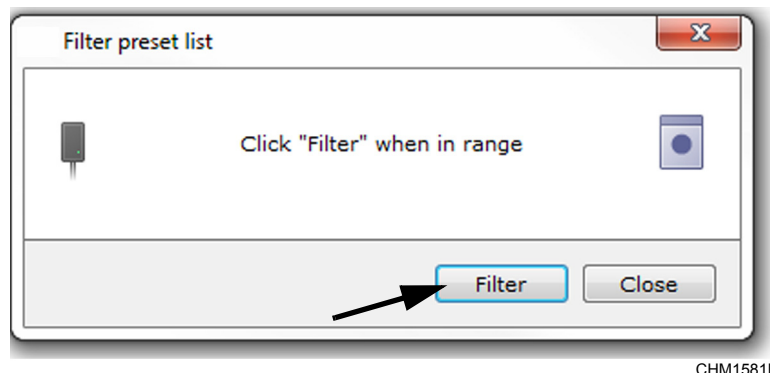 Filter preset list
Click "Filter" when in range
Filter Close